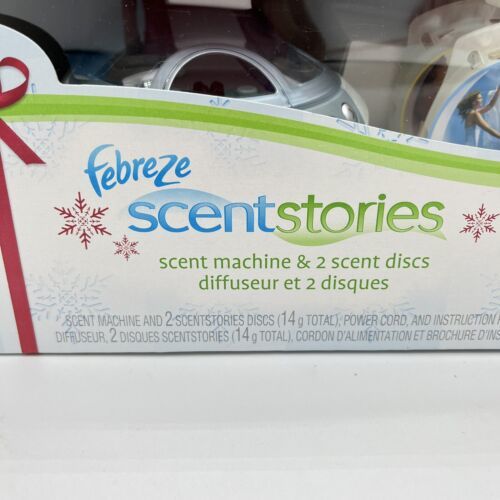 febreze
scentstories
scent machine & 2 scent discs
diffuseur et 2 disques
SCENT MACHINE AND 2 SCENTSTORIES DISCS (14 g TOTAL), POWER CORD, AND INSTRUCTION
DIFFUSEUR, 2 DISQUES SCENTSTORIES (14 g TOTAL), CORDON D'ALIMENTATION ET BROCHURE D'INS